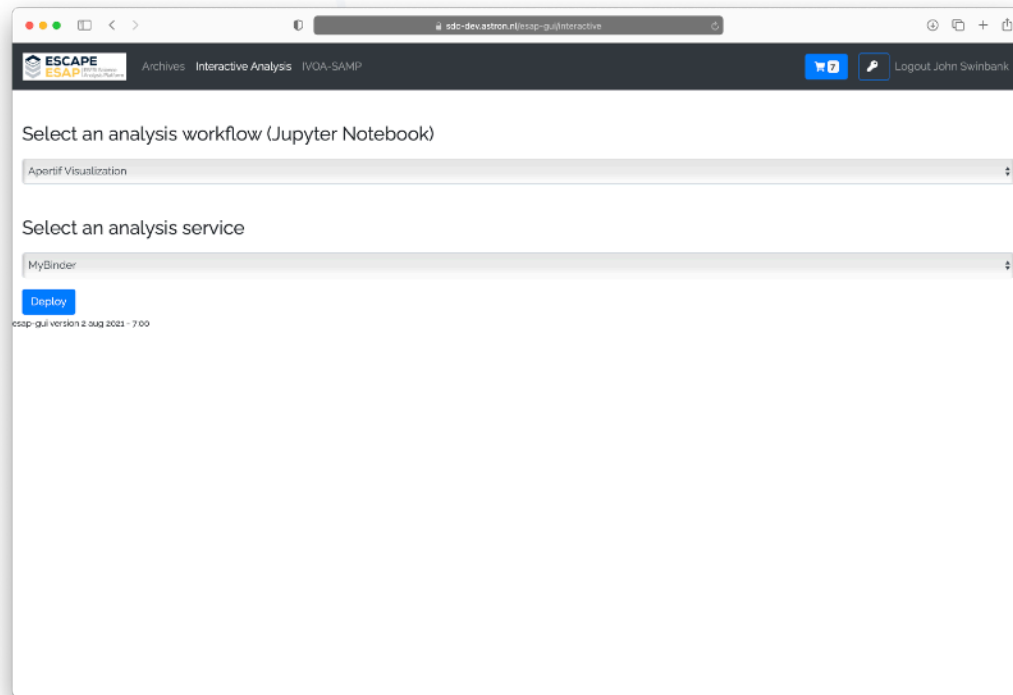 sdc-dev.astron.nl/esap-gui/interactive
ESCAPE
ESAP
Archives Interactive Analysis IVOA-SAMP
7
Logout John Swinbank
Select an analysis workflow (Jupyter Notebook)
Apertif Visualization
Select an analysis service
MyBinder
Deploy
esap-gui version 2 aug 2021 - 7:00